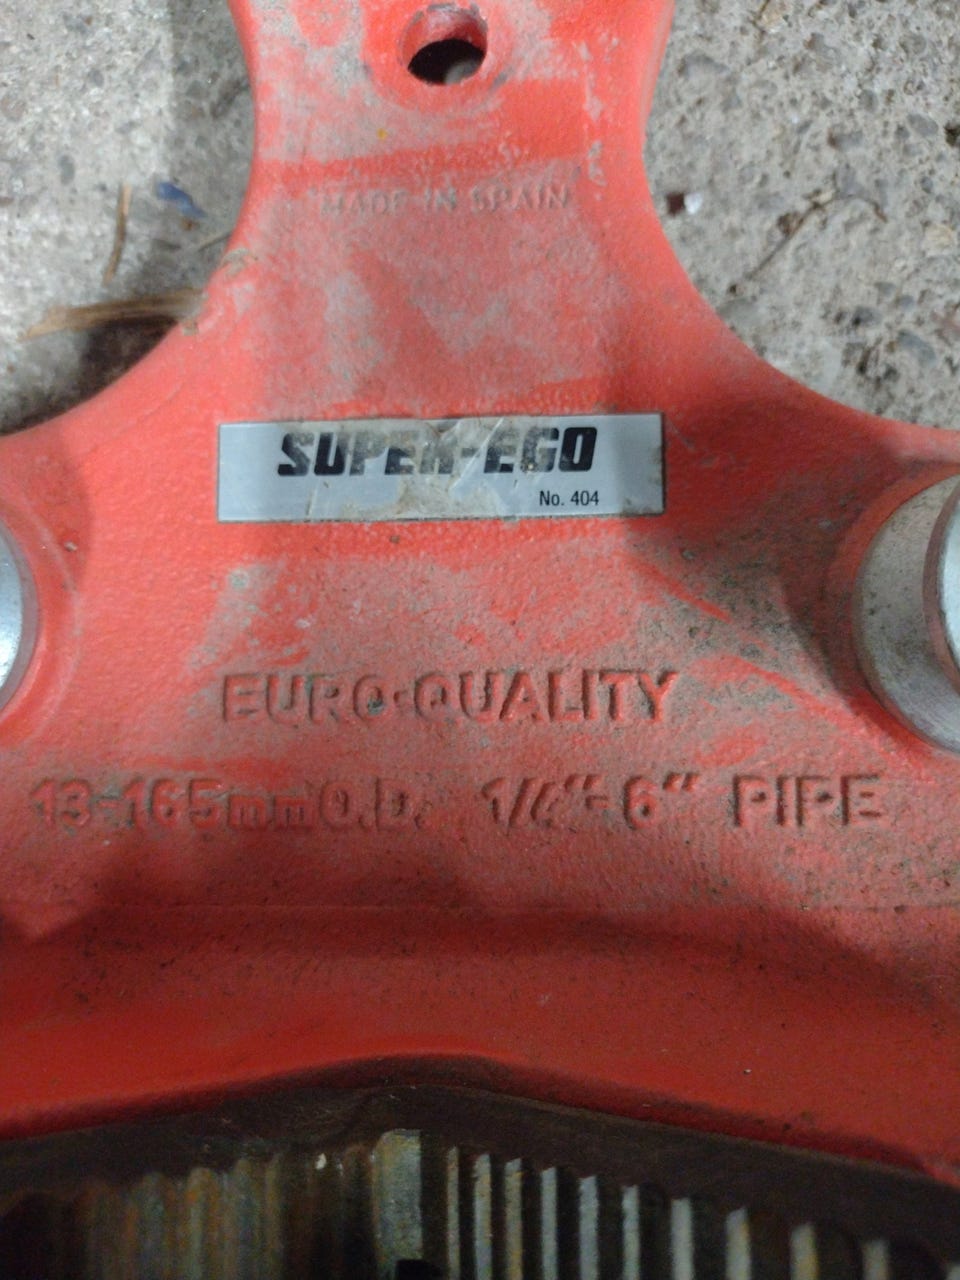 MADE IN SPAIN
SUPER-EGO
No. 404
EURO-QUALITY
13-165mm O.D. 1/4"-6" PIPE